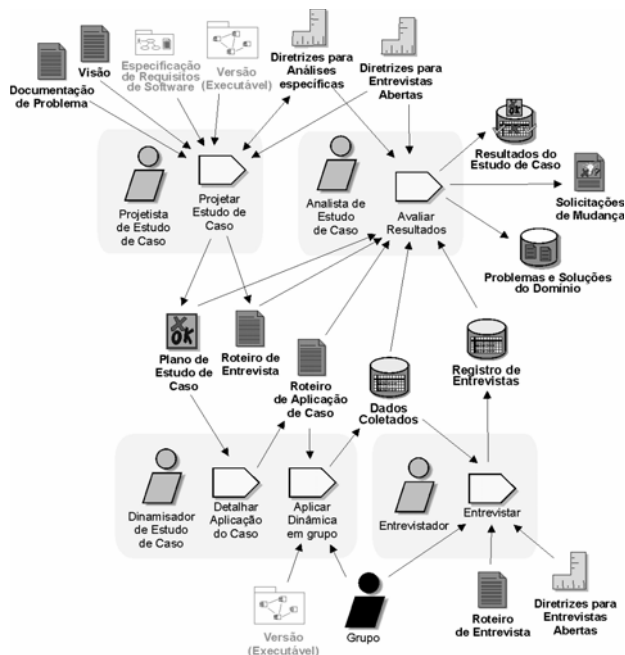 Documentação
de Problema
Visão
Especificação
de Requisitos
de Software
Versão
(Executável)
Diretrizes para
Análises
específicas
Diretrizes para
Entrevistas
Abertas
Projetista de
Estudo
de Caso
Projetar
Estudo de
Caso
Analista de
Estudo de
Caso
Avaliar
Resultados
Resultados do
Estudo de Caso
Solicitações
de Mudança
Problemas e Soluções
do Domínio
OK
Plano de
Estudo de
Caso
Roteiro de
Entrevista
Roteiro
de Aplicação
de Caso
Dados
Coletados
Registro de
Entrevistas
Dinamisador
de Estudo
de Caso
Detalhar
Aplicação
do Caso
Aplicar
Dinâmica
em grupo
Entrevistador
Entrevistar
Versão
(Executável)
Grupo
Roteiro
de Entrevista
Diretrizes para
Entrevistas
Abertas